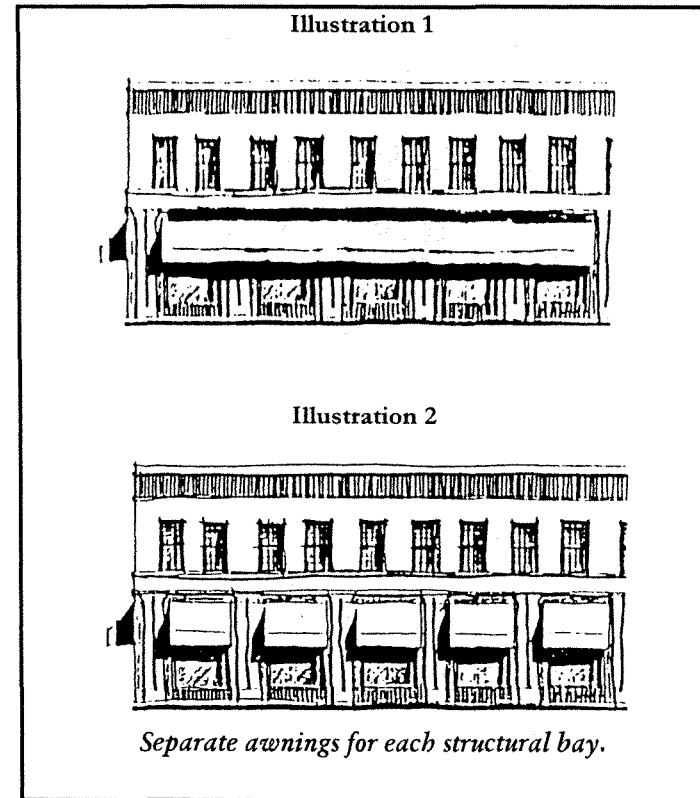 Illustration 1
Illustration 2
Separate awnings for each structural bay.